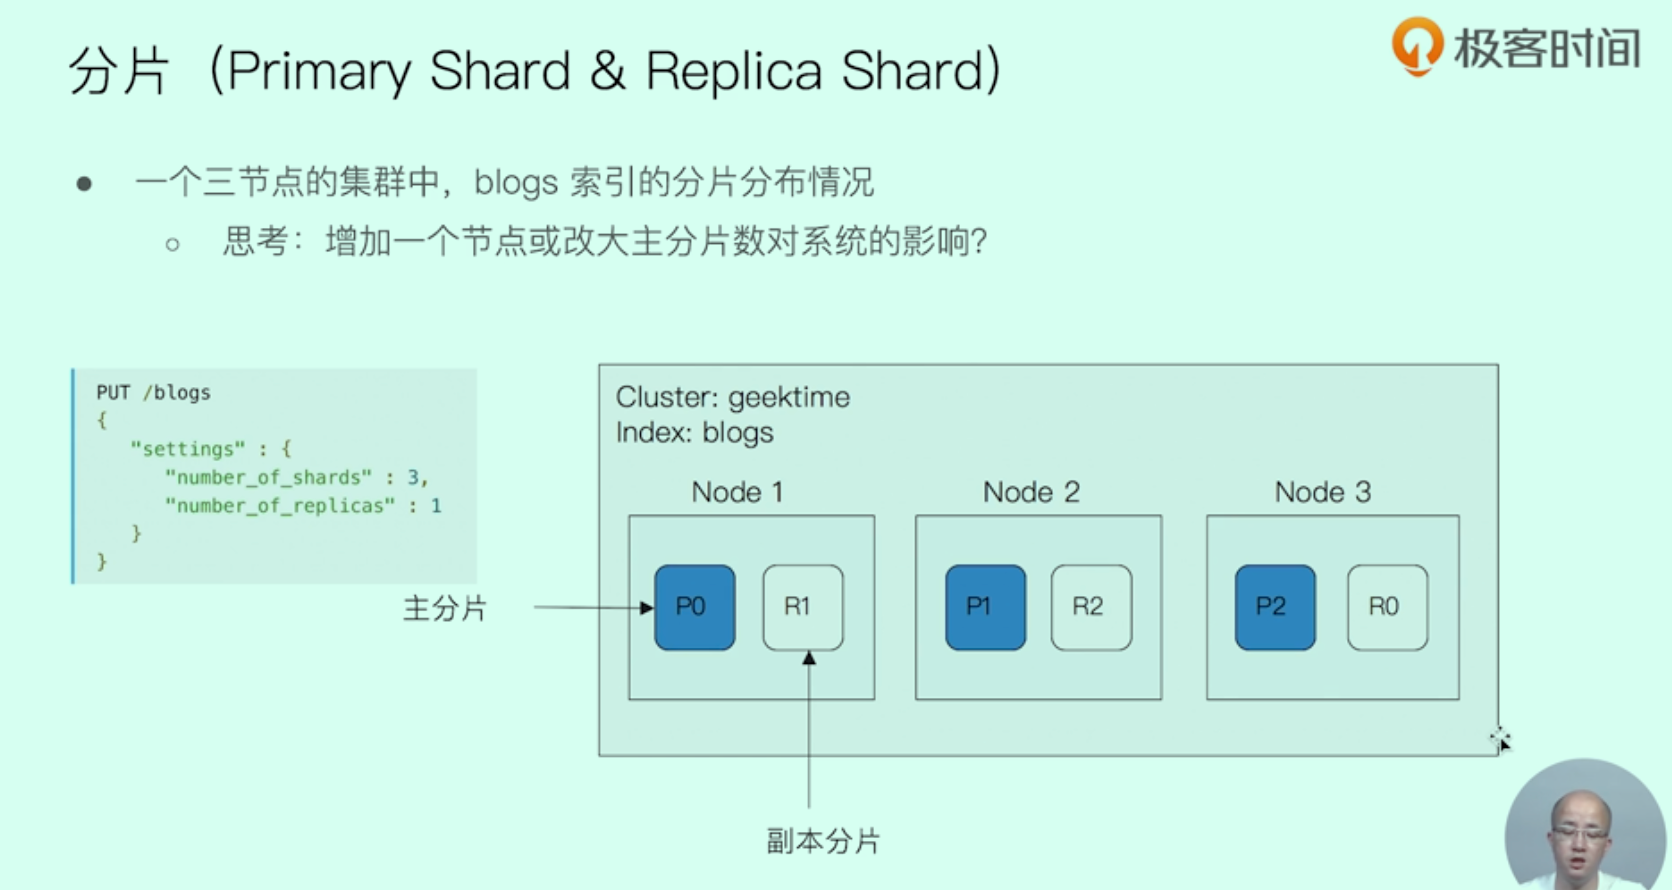 极客时间
分片（Primary Shard & Replica Shard）
● 一个三节点的集群中，blogs 索引的分片分布情况
○ 思考：增加一个节点或改大主分片数对系统的影响？
PUT /blogs
{
"settings" : {
"number_of_shards" : 3,
"number_of_replicas" : 1
}
}
主分片
Cluster: geektime
Index: blogs
Node 1
Node 2
Node 3
P0
R1
P1
R2
P2
R0
副本分片